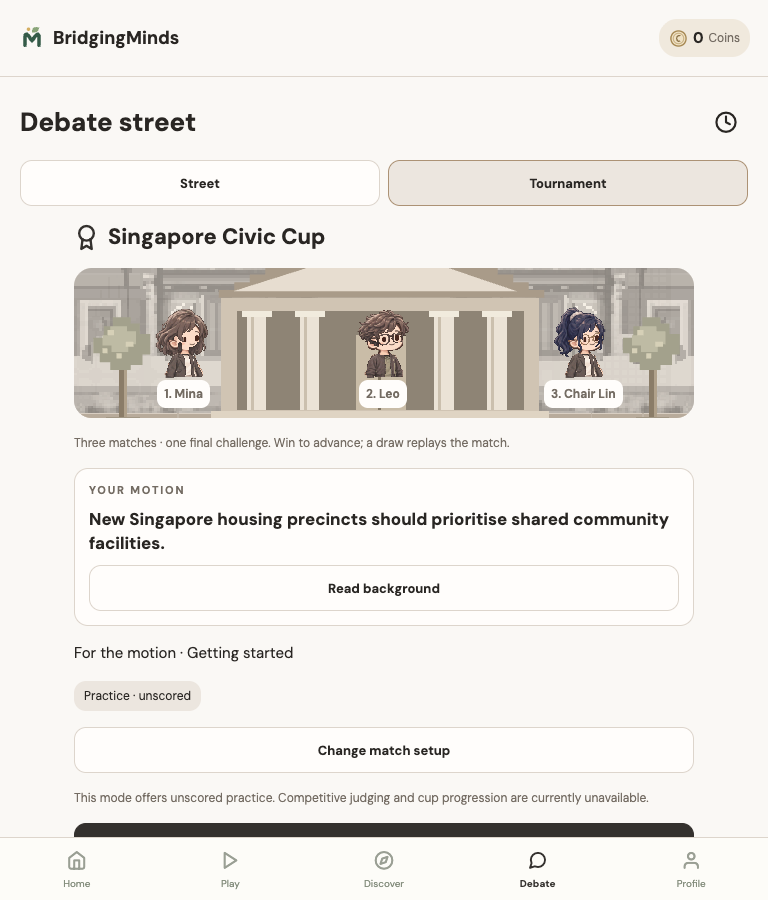 BridgingMinds
0 Coins
Debate street
Street
Tournament
Singapore Civic Cup
1. Mina
2. Leo
3. Chair Lin
Three matches · one final challenge. Win to advance; a draw replays the match.
YOUR MOTION
New Singapore housing precincts should prioritise shared community
facilities.
Read background
For the motion · Getting started
Practice · unscored
Change match setup
This mode offers unscored practice. Competitive judging and cup progression are currently unavailable.
Home
Play
Discover
Debate
Profile